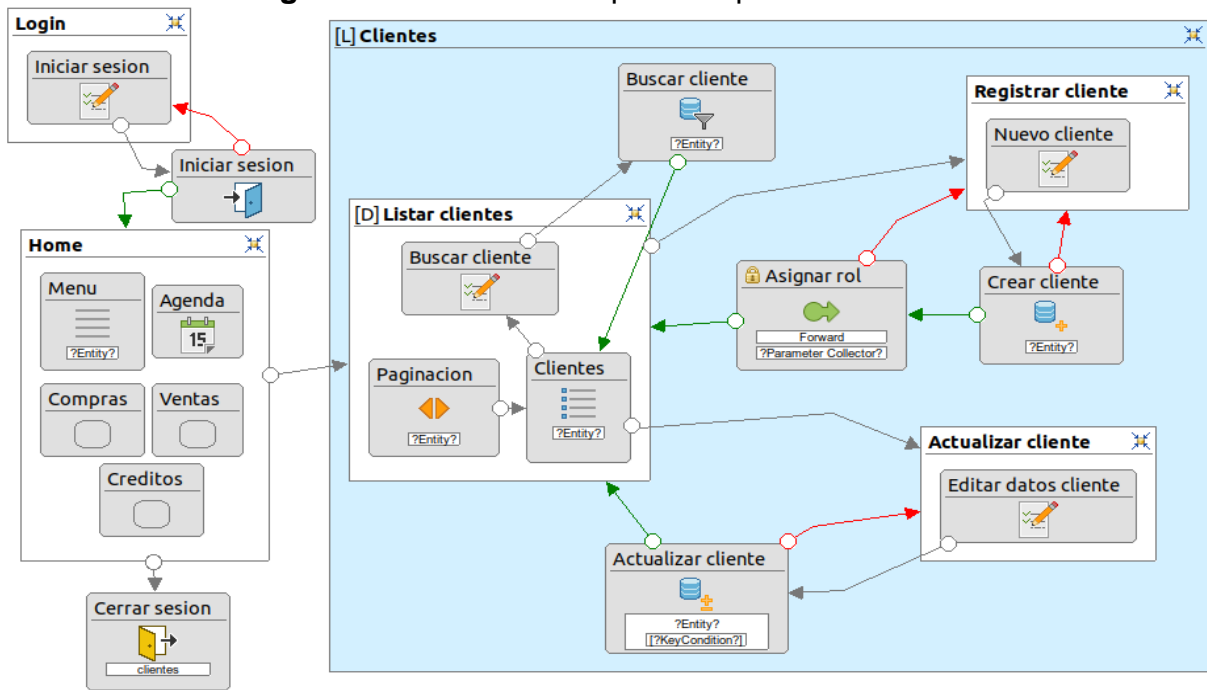 Login
Iniciar sesion
Iniciar sesion
Home
Menu
?Entity?
Agenda
15
Compras
Ventas
Creditos
Cerrar sesion
clientes
[L] Clientes
Buscar cliente
?Entity?
Registrar cliente
Nuevo cliente
[D] Listar clientes
Buscar cliente
Paginacion
?Entity?
Clientes
?Entity?
Asignar rol
Forward
?Parameter Collector?
Crear cliente
?Entity?
Actualizar cliente
Editar datos cliente
Actualizar cliente
?Entity?
[?KeyCondition?]